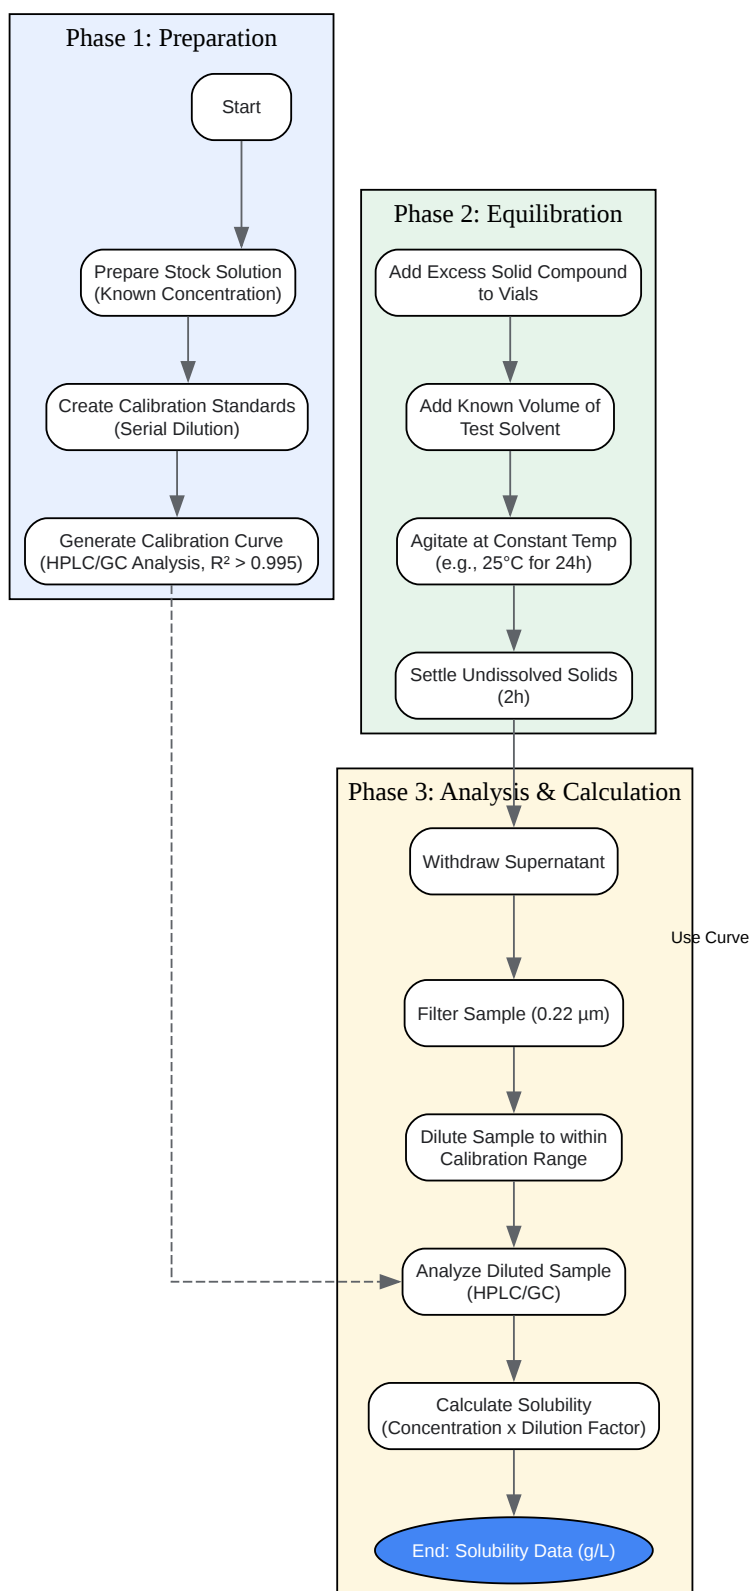 Phase 1: Preparation
Start
Prepare Stock Solution
(Known Concentration)
Create Calibration Standards
(Serial Dilution)
Generate Calibration Curve
(HPLC/GC Analysis, R² > 0.995)
Phase 2: Equilibration
Add Excess Solid Compound
to Vials
Add Known Volume of
Test Solvent
Agitate at Constant Temp
(e.g., 25°C for 24h)
Settle Undissolved Solids
(2h)
Phase 3: Analysis & Calculation
Withdraw Supernatant
Use Curve
Filter Sample (0.22 µm)
Dilute Sample to within
Calibration Range
Analyze Diluted Sample
(HPLC/GC)
Calculate Solubility
(Concentration x Dilution Factor)
End: Solubility Data (g/L)